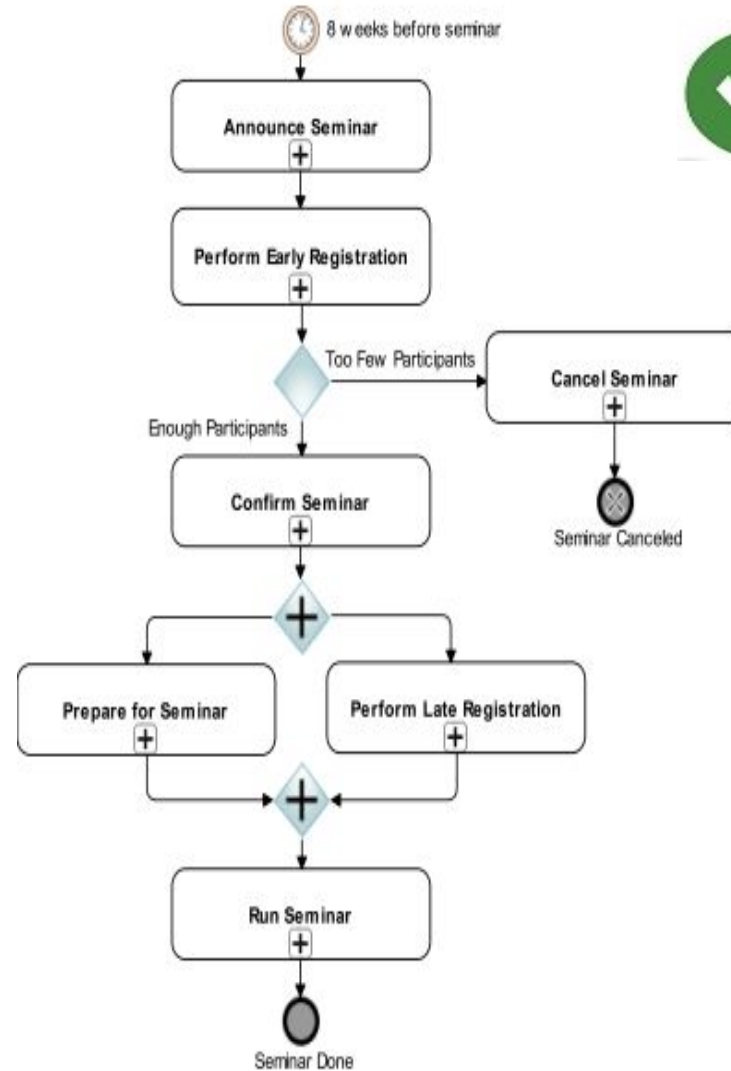 8 weeks before seminar
Announce Seminar
Perform Early Registration
Too Few Participants
Cancel Seminar
Enough Participants
Confirm Seminar
Seminar Canceled
Prepare for Seminar
Perform Late Registration
Run Seminar
Seminar Done